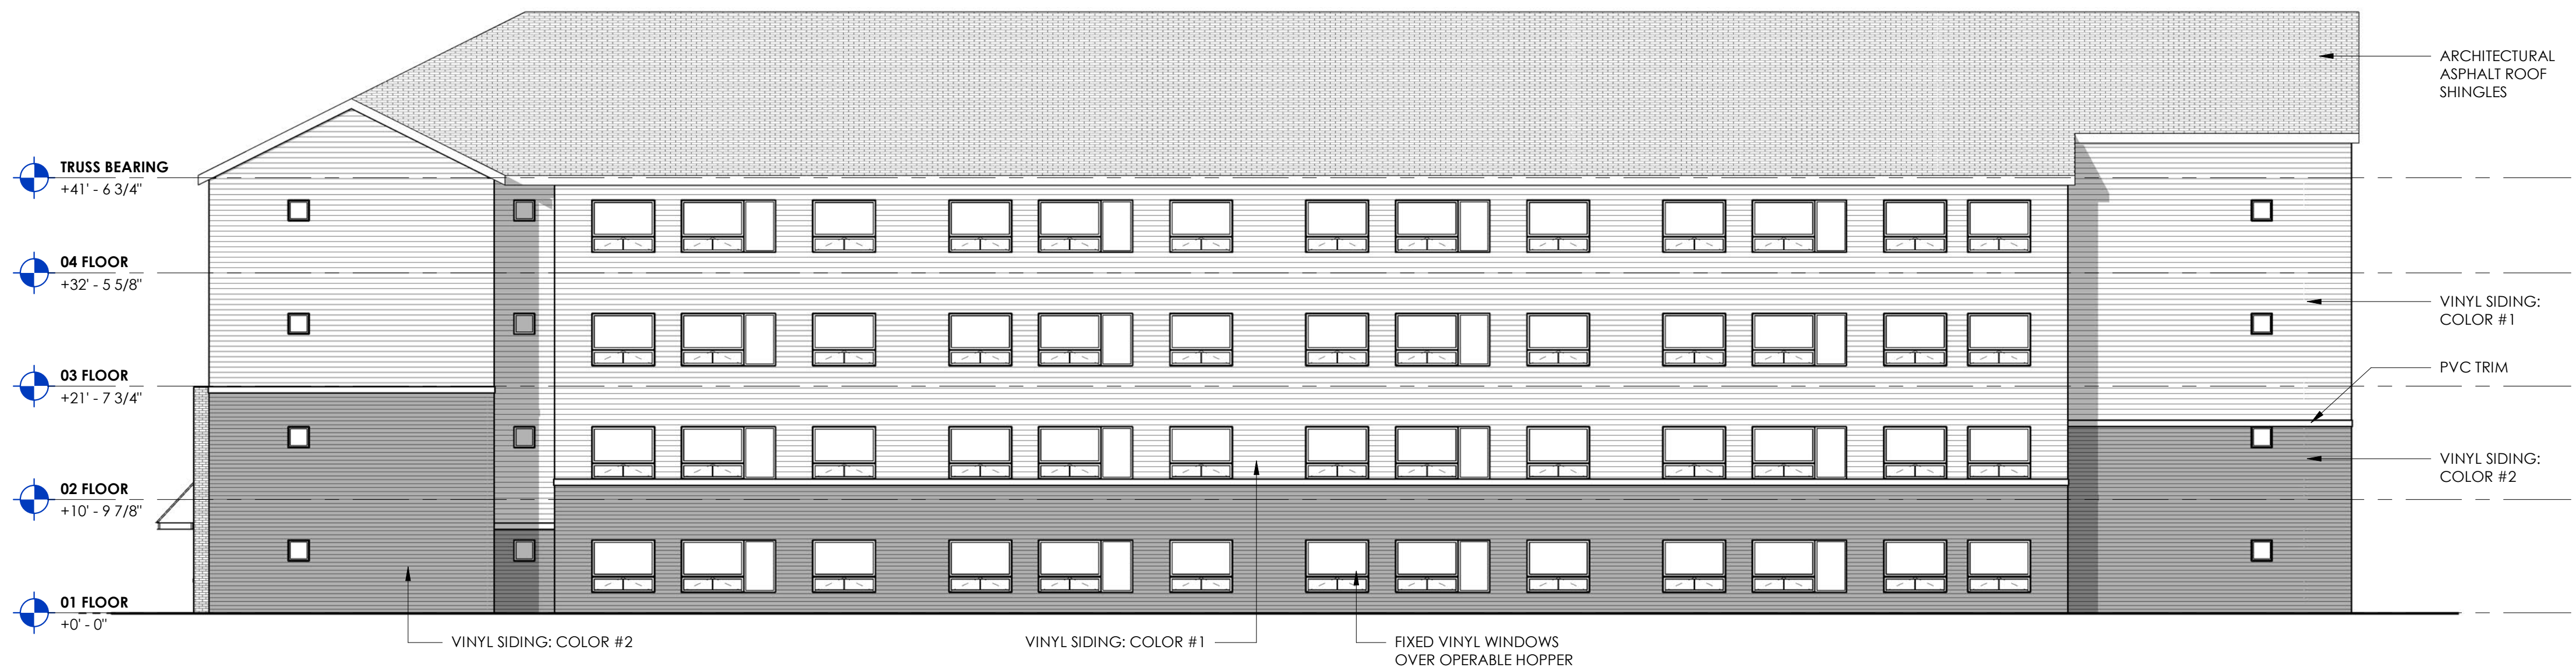 ARCHITECTURAL
ASPHALT ROOF
SHINGLES
TRUSS BEARING
+41' - 6 3/4"
04 FLOOR
+32' - 5 5/8"
VINYL SIDING:
COLOR #1
03 FLOOR
+21' - 7 3/4"
PVC TRIM
VINYL SIDING:
COLOR #2
02 FLOOR
+10' - 9 7/8"
01 FLOOR
+0' - 0"
VINYL SIDING: COLOR #2
VINYL SIDING: COLOR #1
FIXED VINYL WINDOWS
OVER OPERABLE HOPPER